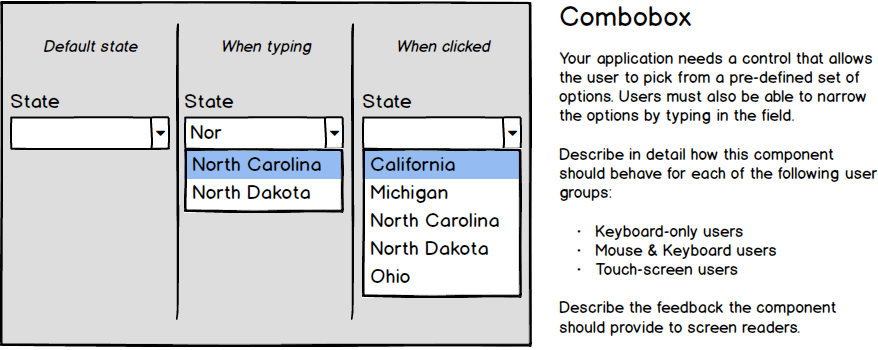 Default state
State
When typing
State
Nor
North Carolina
North Dakota
When clicked
State
California
Michigan
North Carolina
North Dakota
Ohio
Combobox
Your application needs a control that allows
the user to pick from a pre-defined set of
options. Users must also be able to narrow
the options by typing in the field.
Describe in detail how this component
should behave for each of the following user
groups:
· Keyboard-only users
· Mouse & Keyboard users
· Touch-screen users
Describe the feedback the component
should provide to screen readers.